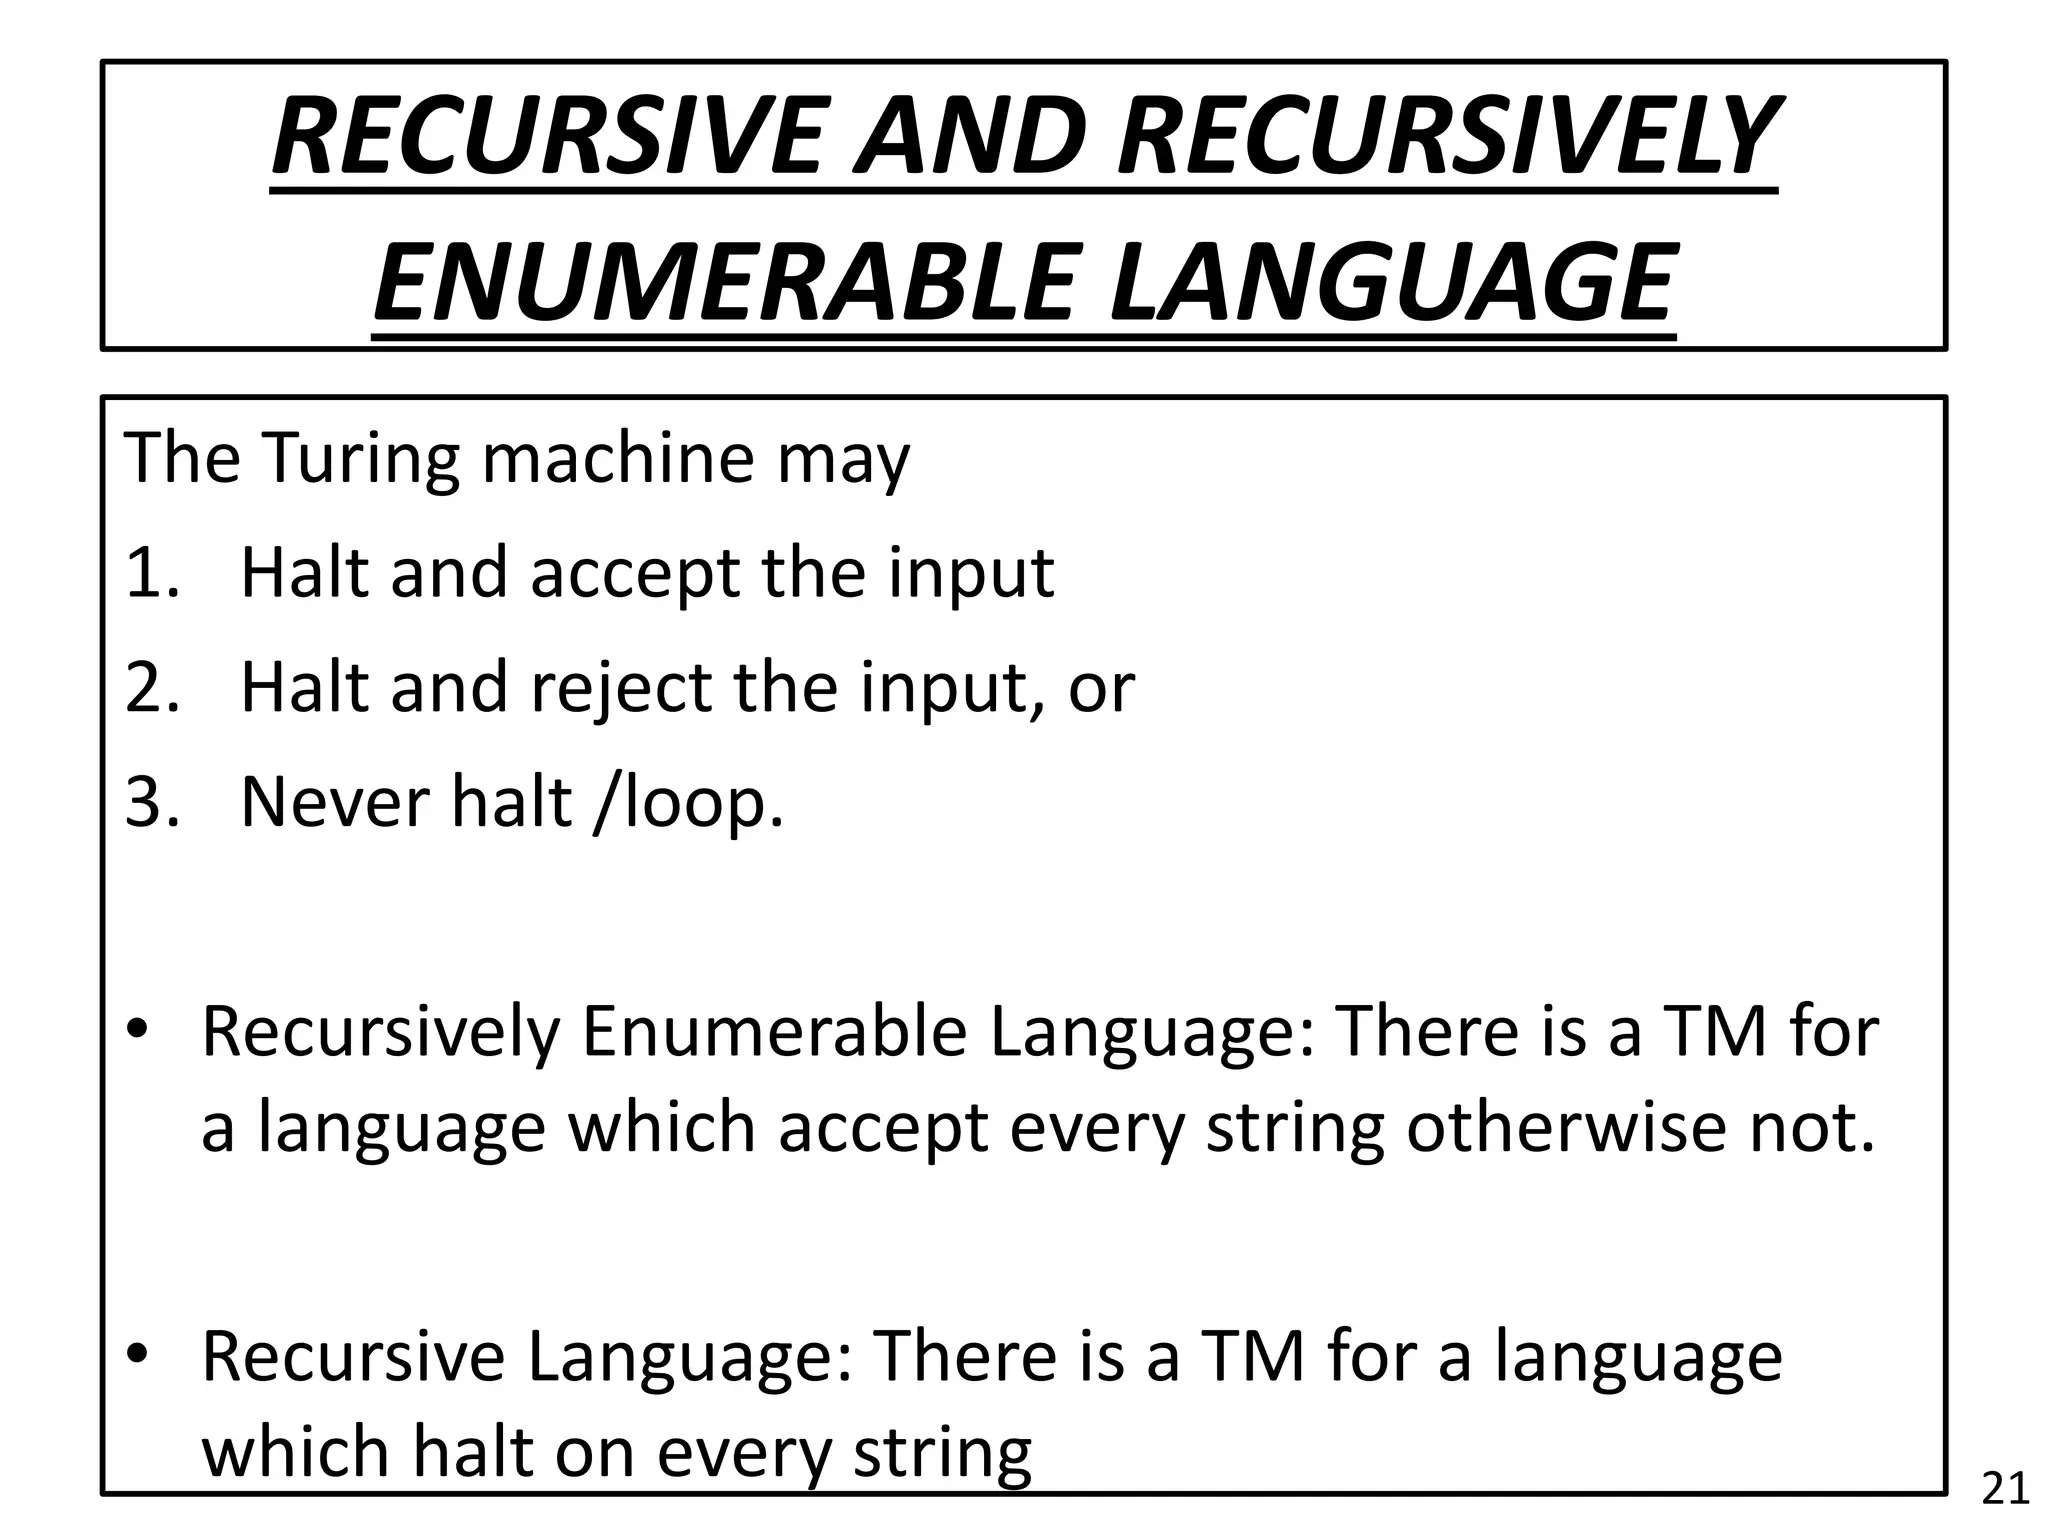 RECURSIVE AND RECURSIVELY
ENUMERABLE LANGUAGE
The Turing machine may
1. Halt and accept the input
2. Halt and reject the input, or
3. Never halt /loop.
• Recursively Enumerable Language: There is a TM for
a language which accept every string otherwise not.
• Recursive Language: There is a TM for a language
which halt on every string
21